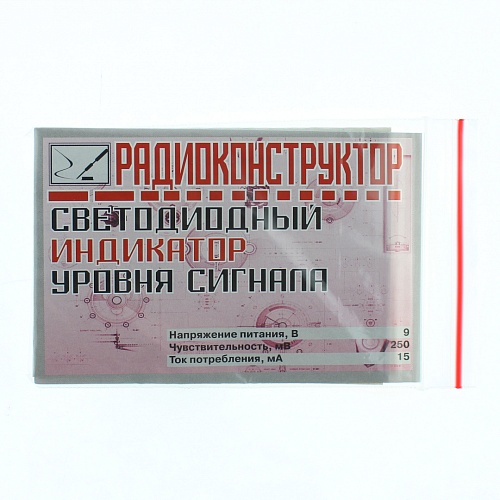 РАДИОКОНСТРУКТОР
СВЕТОДИОДНЫЙ
ИНДИКАТОР
УРОВНЯ СИГНАЛА
Напряжение питания, В 9
Чувствительность, мВ 250
Ток потребления, мА 15